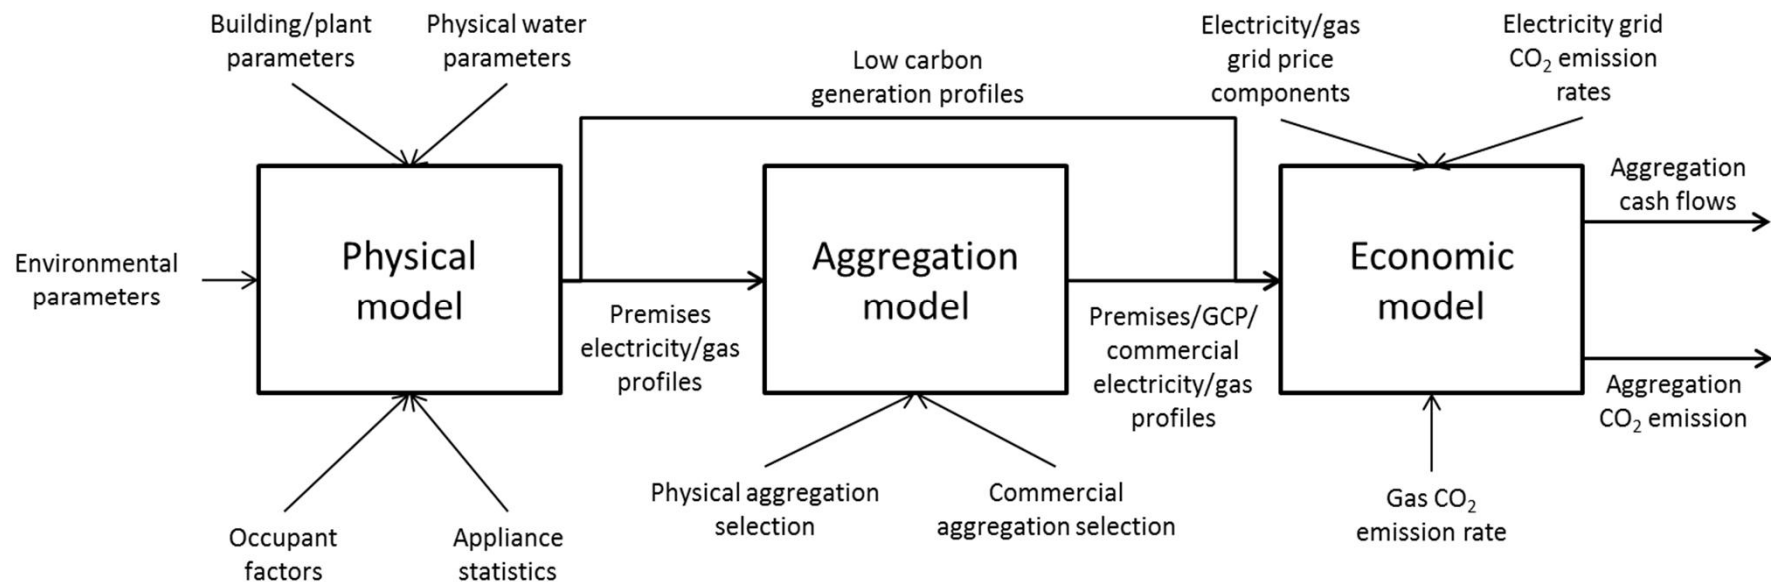 Building/plant
parameters
Physical water
parameters
Low carbon
generation profiles
Electricity/gas
grid price
components
Electricity grid
CO₂ emission
rates
Environmental
parameters
Physical
model
Premises
electricity/gas
profiles
Aggregation
model
Premises/GCP/
commercial
electricity/gas
profiles
Economic
model
Aggregation
cash flows
Aggregation
CO₂ emission
Occupant
factors
Appliance
statistics
Physical aggregation
selection
Commercial
aggregation selection
Gas CO₂
emission rate